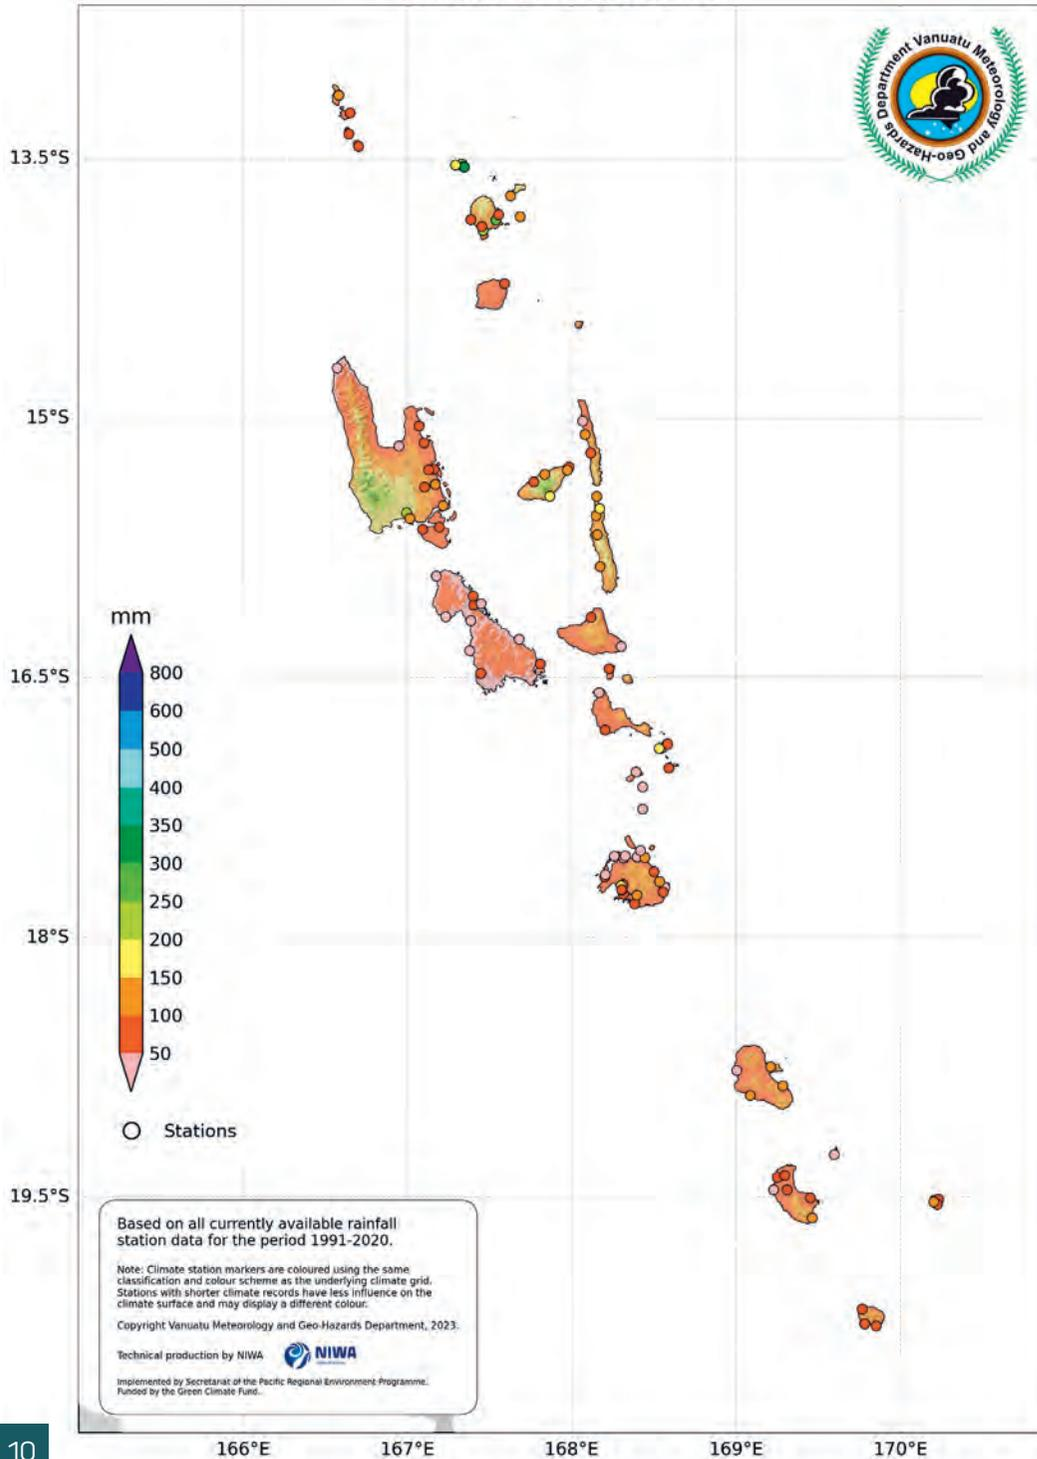 Vanuatu Meteorology and Geo-Hazards Department
13.5°S
15°S
16.5°S
18°S
19.5°S
mm
800
600
500
400
350
300
250
200
150
100
50
Stations
Based on all currently available rainfall
station data for the period 1991-2020.
Note: Climate station markers are coloured using the same
classification and colour scheme as the underlying climate grid.
Stations with shorter climate records have less influence on the
climate surface and may display a different colour.
Copyright Vanuatu Meteorology and Geo-Hazards Department, 2023.
Technical production by NIWA
NIWA
Implemented by Secretariat of the Pacific Regional Environment Programme.
Funded by the Green Climate Fund.
166°E
167°E
168°E
169°E
170°E
10